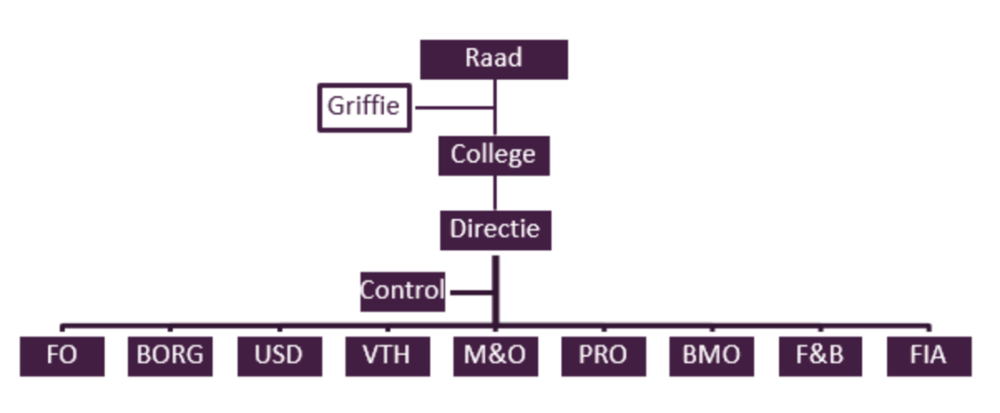 Raad
Griffie
College
Directie
Control
FO BORG USD VTH M&O PRO BMO F&B FIA